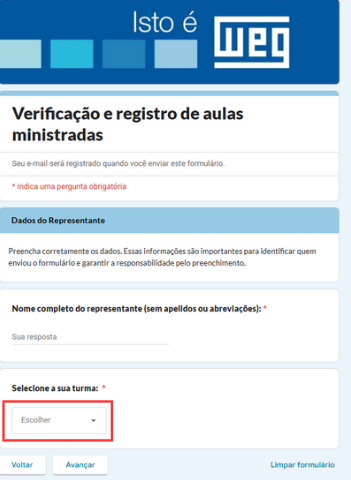 Isto é
weg
Verificação e registro de aulas
ministradas
Seu e-mail será registrado quando você enviar este formulário.
* Indica uma pergunta obrigatória
Dados do Representante
Preencha corretamente os dados. Essas informações são importantes para identificar quem
enviou o formulário e garantir a responsabilidade pelo preenchimento.
Nome completo do representante (sem apelidos ou abreviações): *
Sua resposta
Selecione a sua turma: *
Escolher
Voltar Avançar Limpar formulário